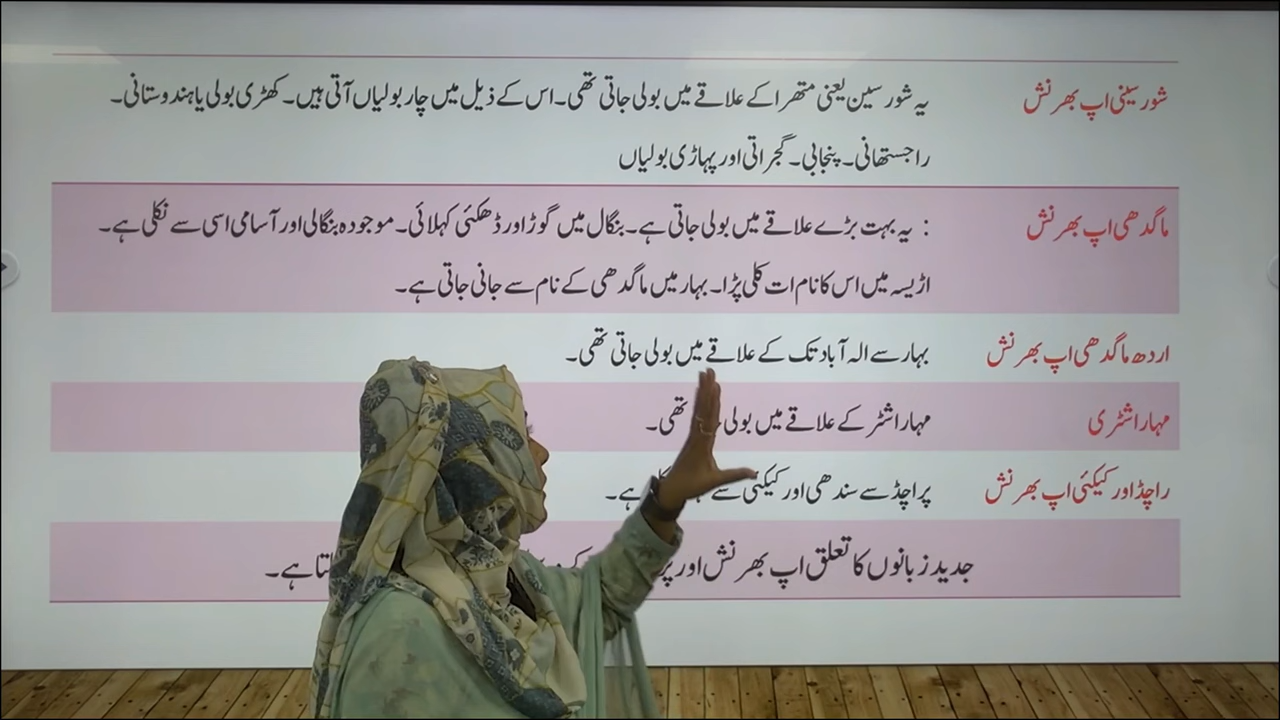 شورسینی اپ بھرنش یہ شورسین یعنی متھرا کے علاقے میں بولی جاتی تھی۔ اس کے ذیل میں چار بولیاں آتی ہیں۔ کھڑی بولی یا ہندوستانی۔
راجستھانی۔ پنجابی۔ گجراتی اور پہاڑی بولیاں
ماگدھی اپ بھرنش : یہ بہت بڑے علاقے میں بولی جاتی ہے۔ بنگال میں گوڑ اور ڈھکئی کہلائی۔ موجودہ بنگالی اور آسامی اسی سے نکلی ہے۔
اڑیسہ میں اس کا نام ات کلی پڑا۔ بہار میں ماگدھی کے نام سے جانی جاتی ہے۔
اردھ ماگدھی اپ بھرنش بہار سے الہ آباد تک کے علاقے میں بولی جاتی تھی۔
مہاراشٹری مہاراشٹر کے علاقے میں بولی تھی۔
راچڈ اور کیکئی اپ بھرنش پراچڈ سے سندھی اور کیکئی سے ہے۔
جدید زبانوں کا تعلق اپ بھرنش اور ہے۔